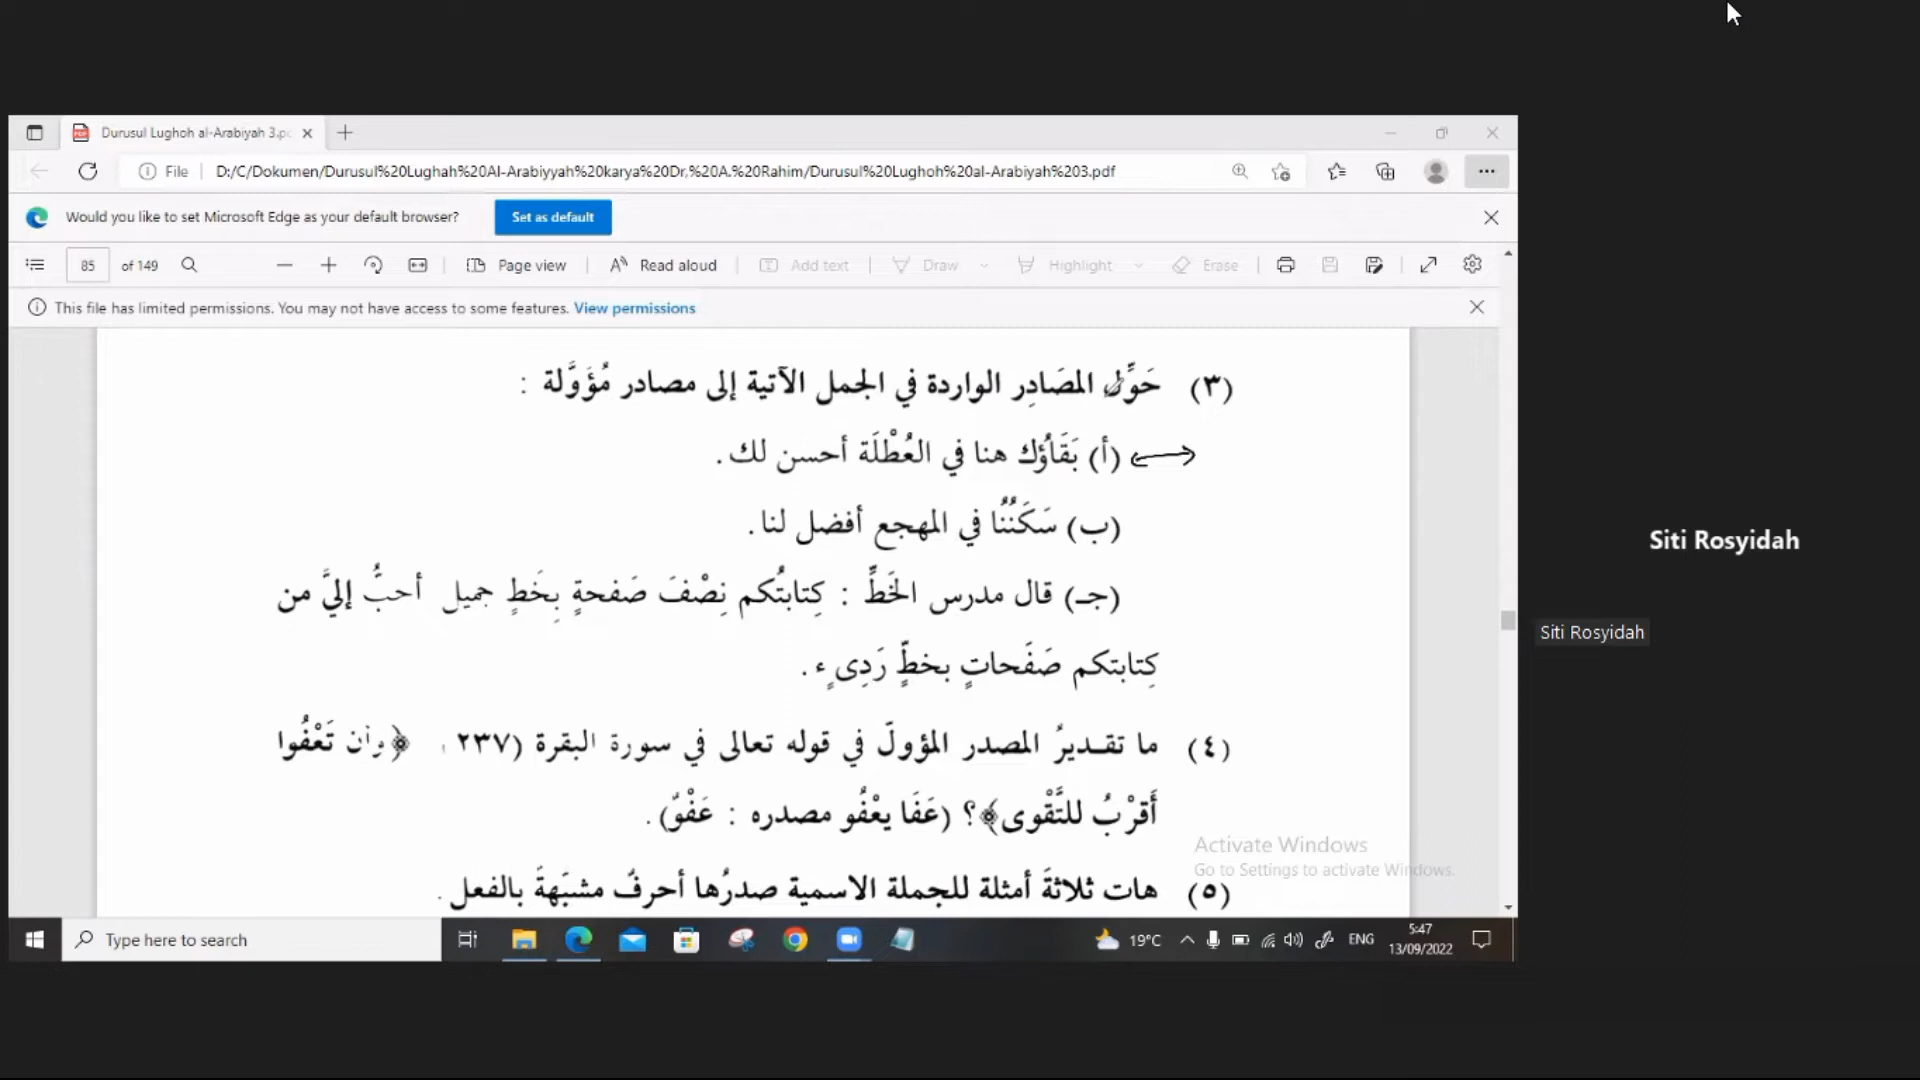 Durusul Lughoh al-Arabiyah 3.pd
File D:/C/Dokumen/Durusul%20Lughah%20Al-Arabiyyah%20karya%20Dr,%20A.%20Rahim/Durusul%20Lughoh%20al-Arabiyah%203.pdf
Would you like to set Microsoft Edge as your default browser? Set as default
85 of 149 Page view Read aloud Add text Draw Highlight Erase
This file has limited permissions. You may not have access to some features. View permissions
(٣) حَوِّل المصَادِر الواردة في الجمل الآتية إلى مصادر مُؤَوَّلة :
(أ) بَقَاؤُك هنا في العُطْلَة أحسن لك .
(ب) سَكَنُنُا في المهجع أفضل لنا .
(جـ) قال مدرس الخَطِّ : كِتابتُكم نِصْفَ صَفحةٍ بِخَطٍ جميل أحبُّ إليَّ من
كِتابتكم صَفَحاتٍ بخطٍّ رَدِىءٍ .
(٤) ما تقديرُ المصدر المؤولّ في قوله تعالى في سورة البقرة (٢٣٧ ﴿وأن تَعْفُوا
أَقرْبُ للتَّقْوى﴾؟ (عَفَا يعْفُو مصدره : عَفْوٌ) .
(٥) هات ثلاثةَ أمثلة للجملة الاسمية صدرُها أحرفٌ مشبَهةَ بالفعل .
Activate Windows
Go to Settings to activate Windows.
Siti Rosyidah
Siti Rosyidah
Type here to search 19°C ENG 5:47
13/09/2022